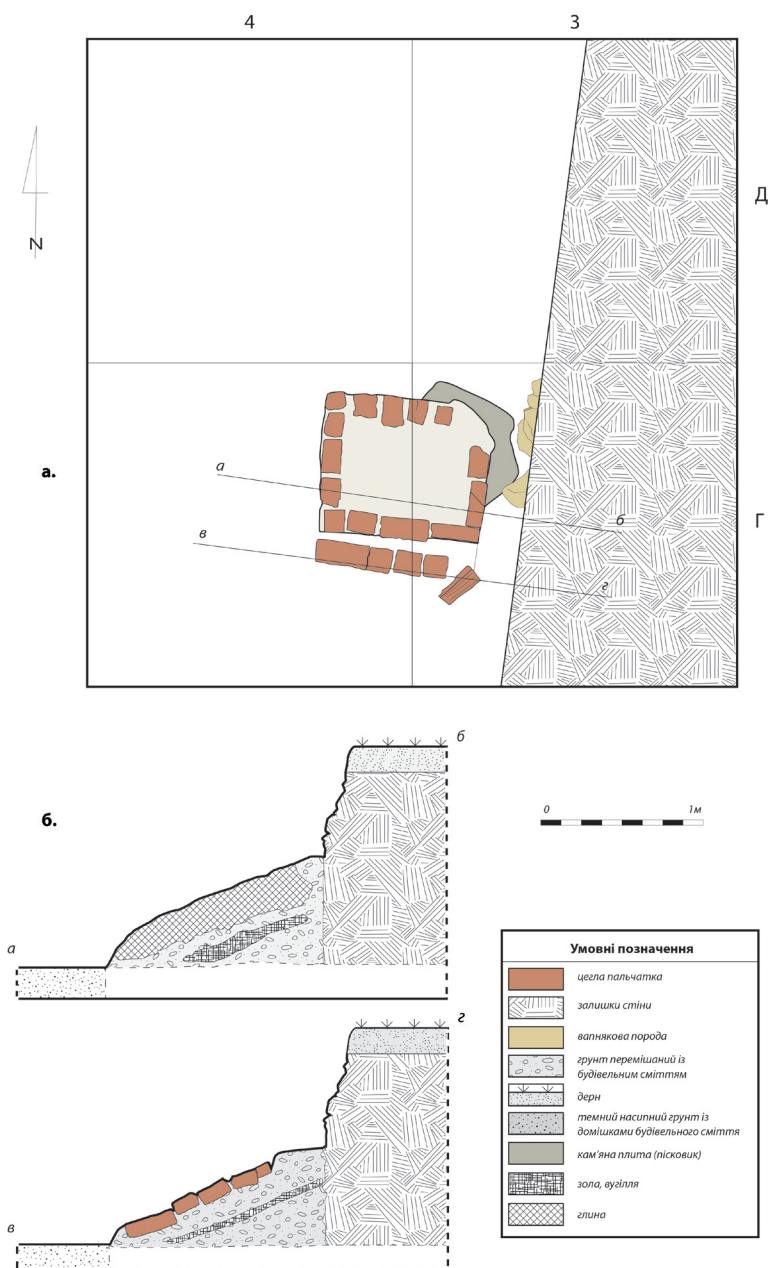 4 3
Д
N
а.
а
б
в
г
Г
б
б.
0 1м
а
г
в
Умовні позначення
цегла пальчатка
залишки стіни
вапнякова порода
грунт перемішаний із
будівельним сміттям
дерн
темний насипний грунт із
домішками будівельного сміття
кам'яна плита (пісковик)
зола, вугілля
глина